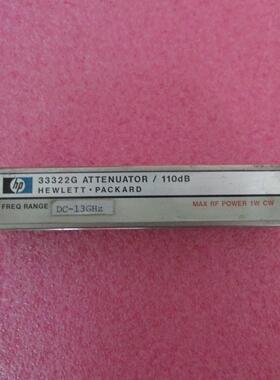 hp
33322G ATTENUATOR / 110dB
HEWLETT • PACKARD
FREQ RANGE DC-13GHz MAX RF POWER 1W CW